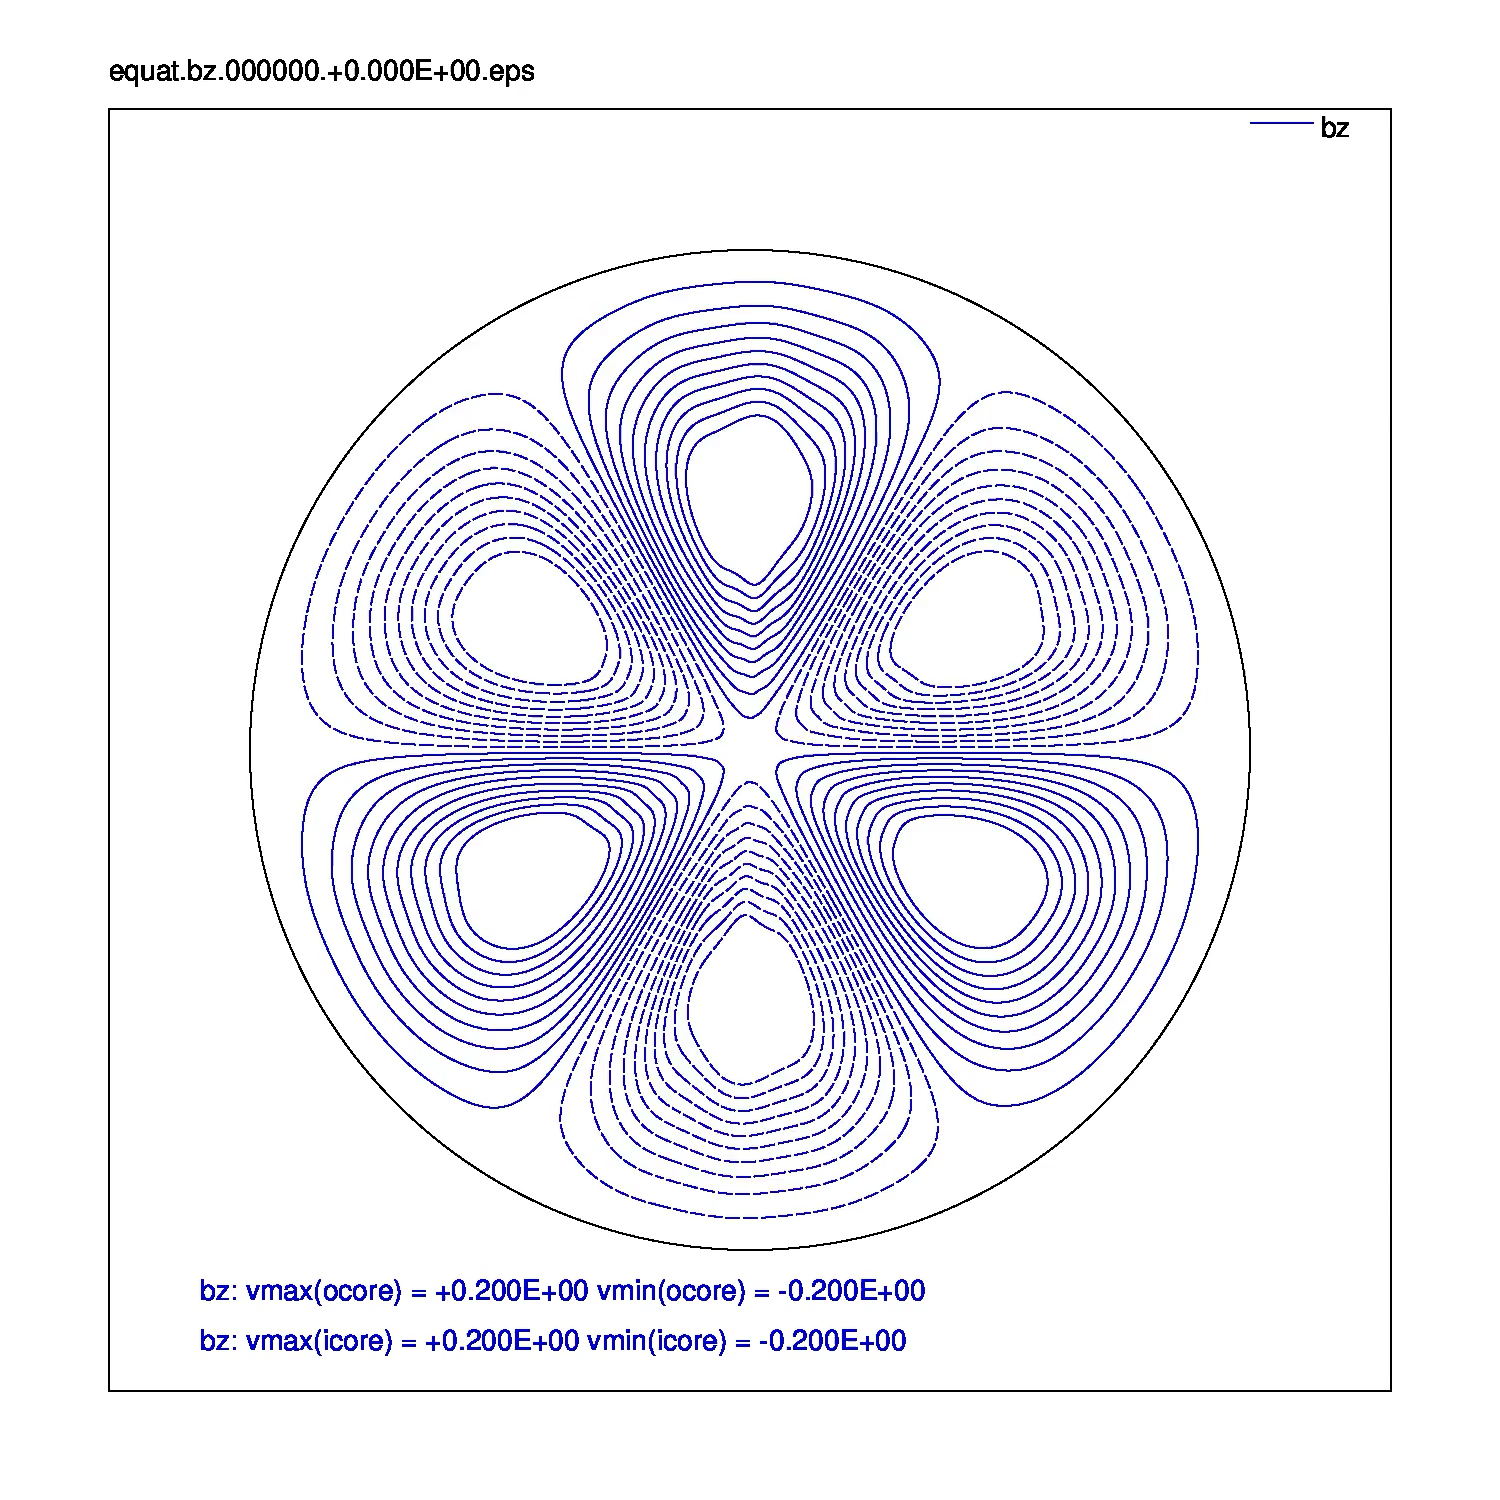 equat.bz.000000.+0.000E+00.eps
bz
bz: vmax(ocore) = +0.200E+00 vmin(ocore) = -0.200E+00
bz: vmax(icore) = +0.200E+00 vmin(icore) = -0.200E+00